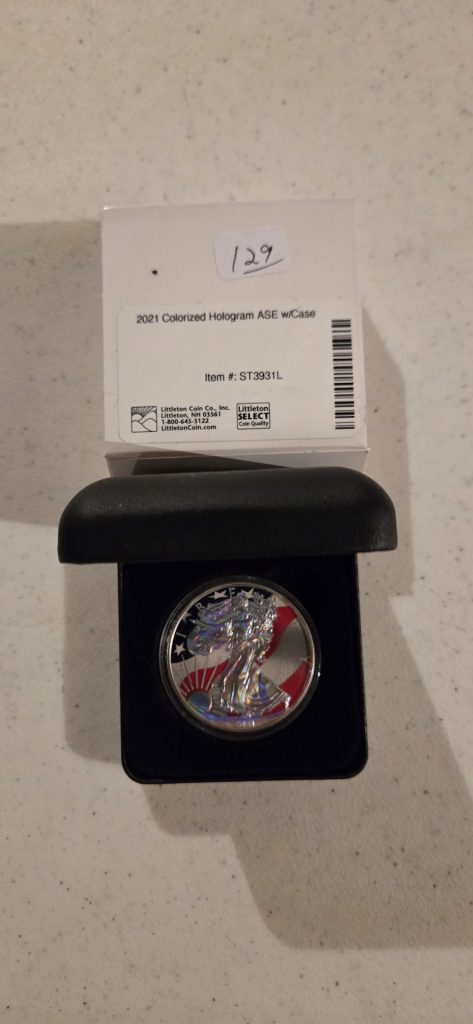 129
2021 Colorized Hologram ASE w/Case
Item #: ST3931L
Littleton Coin Co., Inc.
Littleton, NH 03561
1-800-645-3122
LittletonCoin.com
Littleton
SELECT
Coin Quality